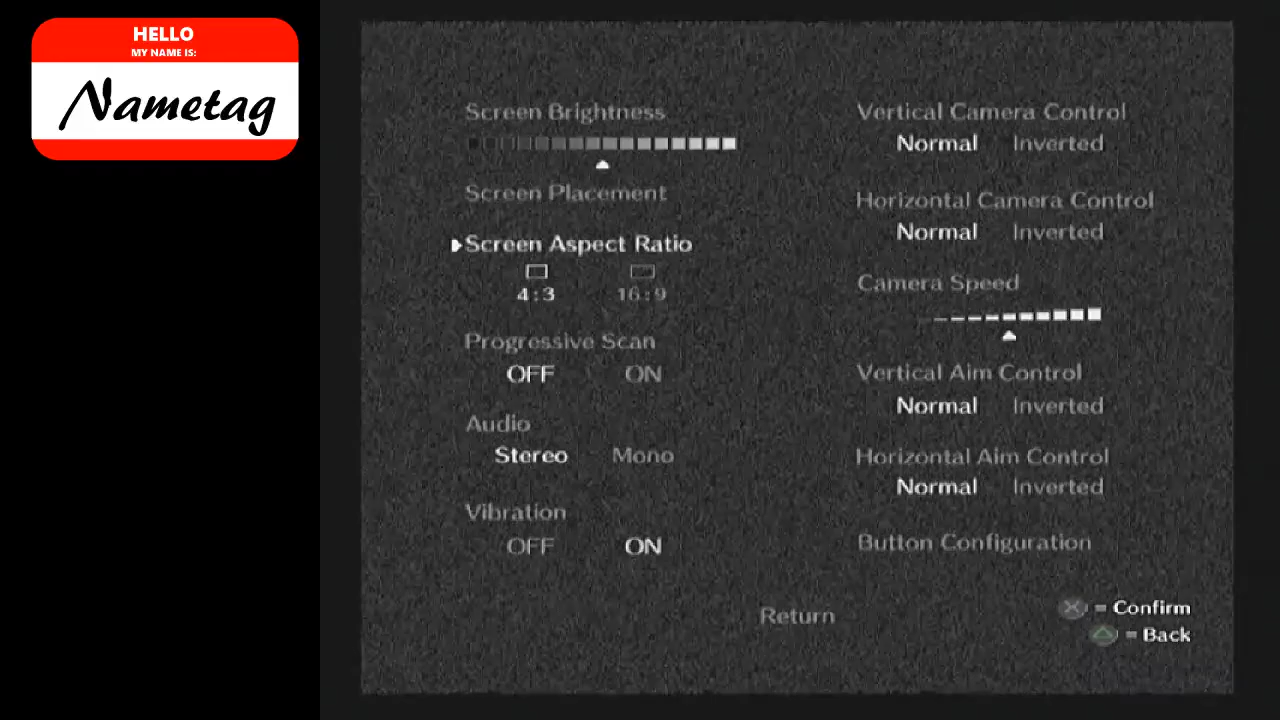 HELLO
MY NAME IS:
Nametag
Screen Brightness
Screen Placement
Screen Aspect Ratio
4:3 16:9
Progressive Scan
OFF ON
Audio
Stereo Mono
Vibration
OFF ON
Vertical Camera Control
Normal Inverted
Horizontal Camera Control
Normal Inverted
Camera Speed
Vertical Aim Control
Normal Inverted
Horizontal Aim Control
Normal Inverted
Button Configuration
Return
= Confirm
= Back